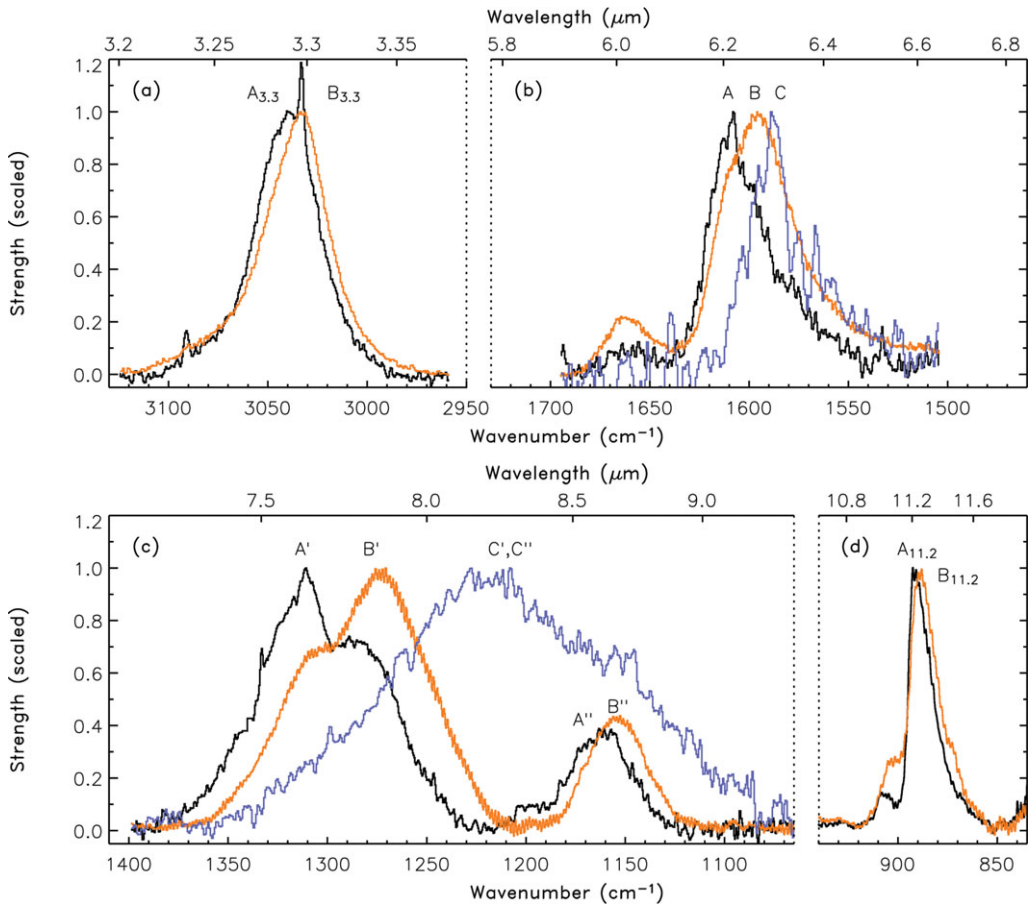 Wavelength (μm)
3.2 3.25 3.3 3.35 5.8 6.0 6.2 6.4 6.6 6.8
1.2
(a) A3.3 B3.3 (b) A B C
1.0
0.8
0.6
0.4
0.2
0.0
Strength (scaled)
3100 3050 3000 2950 1700 1650 1600 1550 1500
Wavenumber (cm⁻¹) Wavenumber (cm⁻¹)
Wavelength (μm)
7.5 8.0 8.5 9.0 10.8 11.2 11.6
1.2
(c) A' B' C',C'' (d) A11.2
1.0
B11.2
0.8
0.6
A'' B''
0.4
0.2
0.0
Strength (scaled)
1400 1350 1300 1250 1200 1150 1100 900 850
Wavenumber (cm⁻¹)